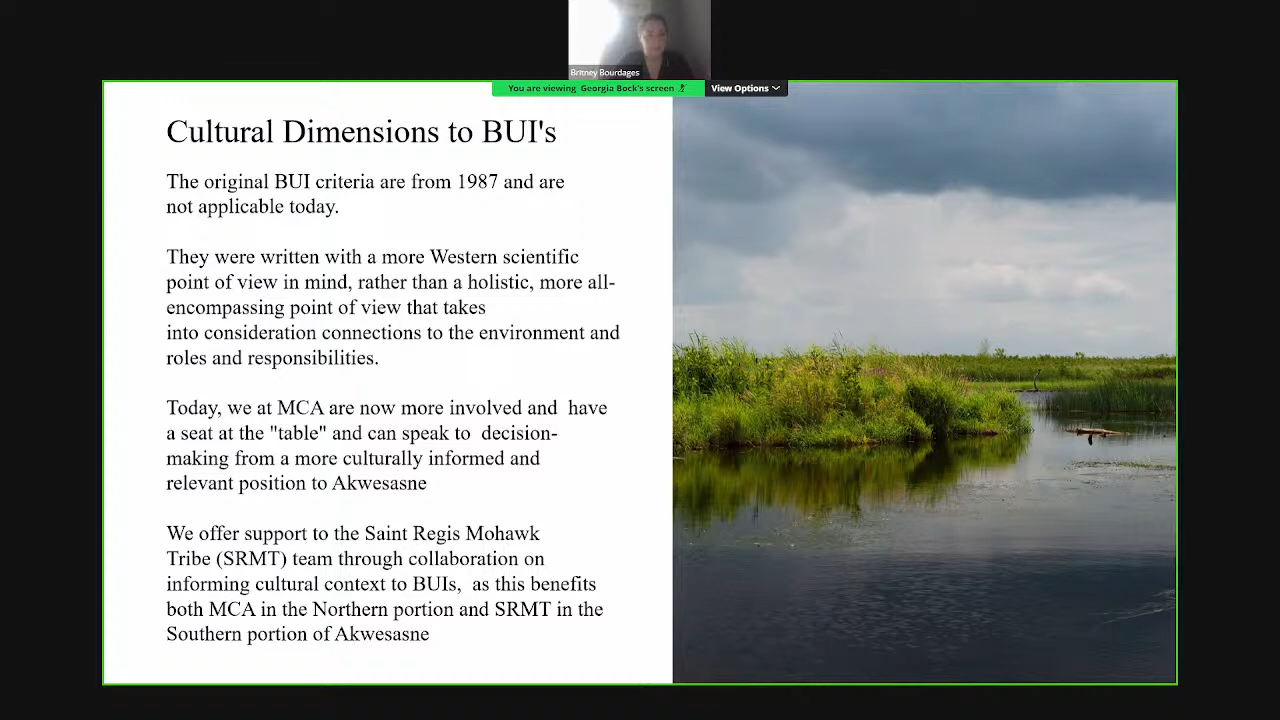 Britney Bourdages
You are viewing Georgia Bock's screen
View Options
Cultural Dimensions to BUI's
The original BUI criteria are from 1987 and are
not applicable today.
They were written with a more Western scientific
point of view in mind, rather than a holistic, more all-
encompassing point of view that takes
into consideration connections to the environment and
roles and responsibilities.
Today, we at MCA are now more involved and  have
a seat at the "table" and can speak to  decision-
making from a more culturally informed and
relevant position to Akwesasne
We offer support to the Saint Regis Mohawk
Tribe (SRMT) team through collaboration on
informing cultural context to BUIs,  as this benefits
both MCA in the Northern portion and SRMT in the
Southern portion of Akwesasne